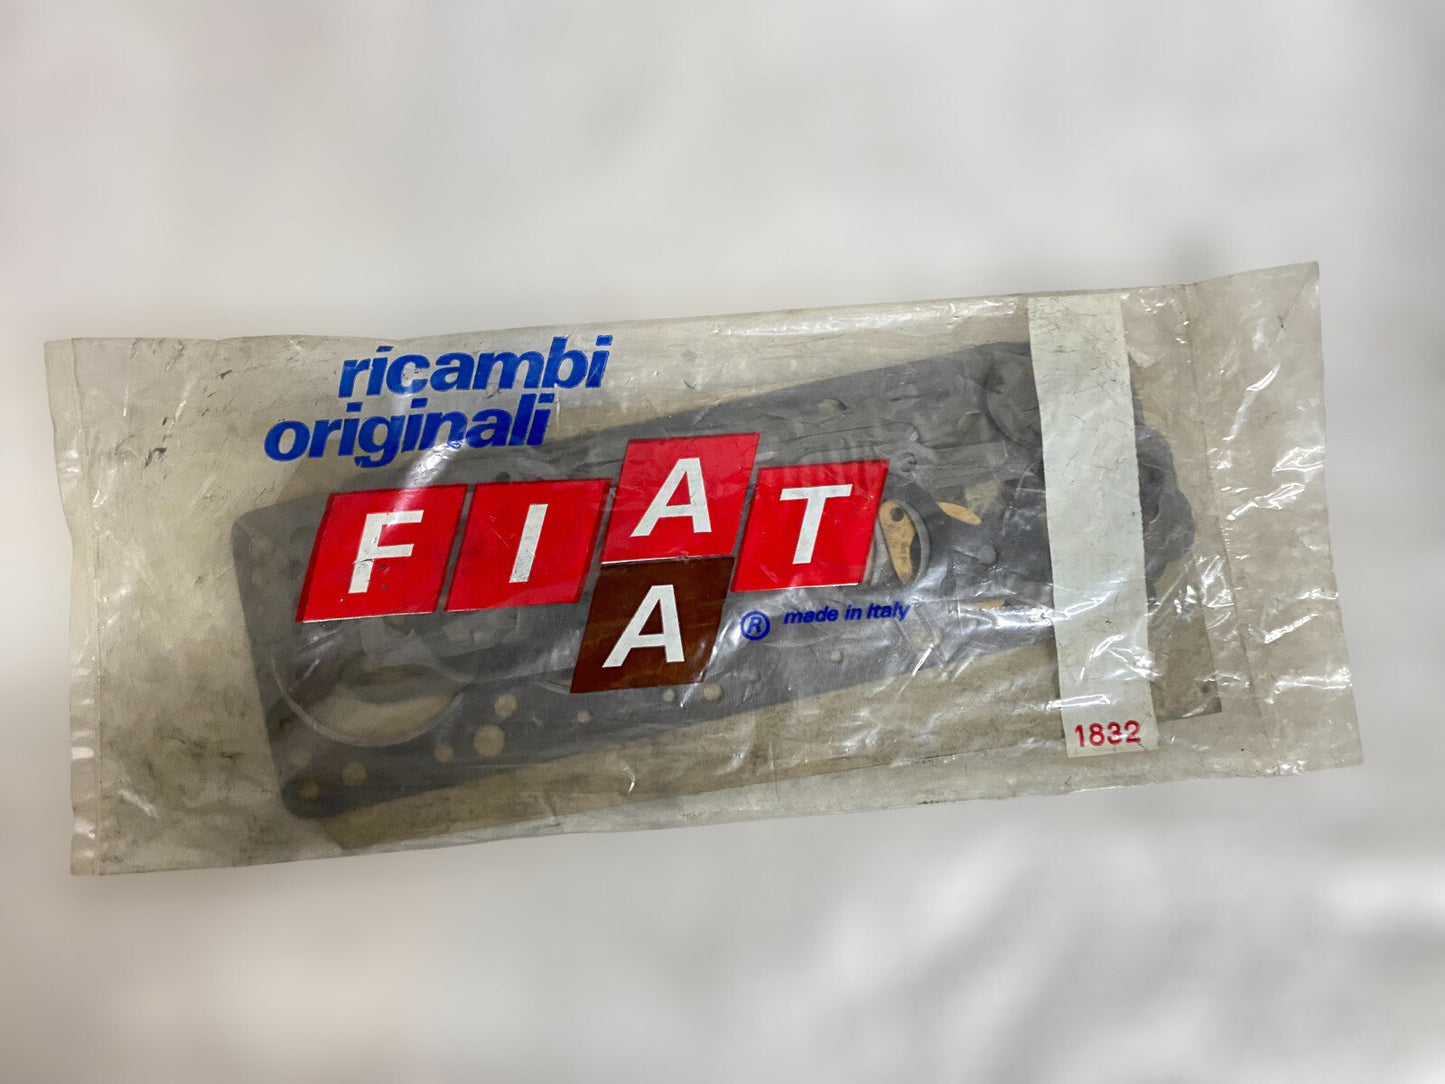 ricambi
originali
FIAT
A
® made in Italy
1832